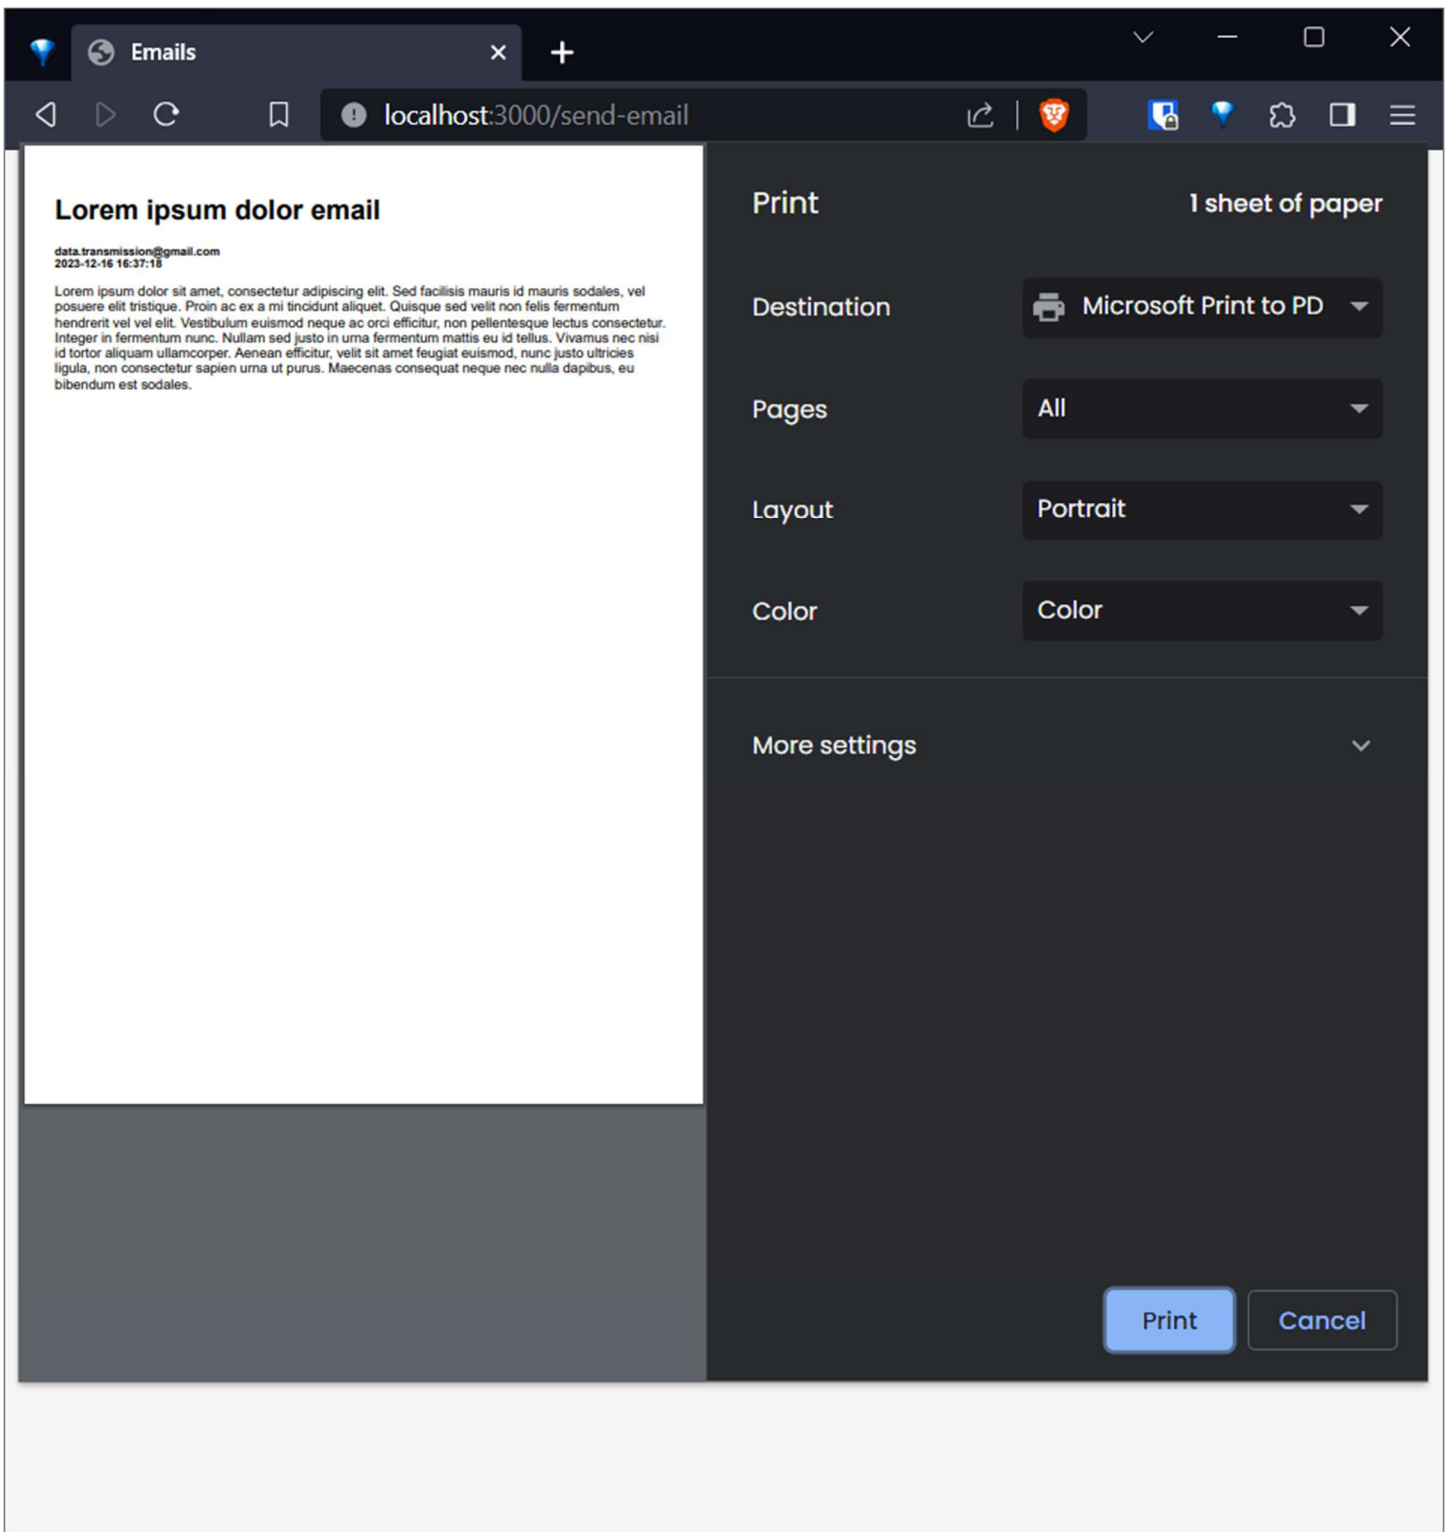 Emails
localhost:3000/send-email
Lorem ipsum dolor email
data.transmission@gmail.com
2023-12-16 16:37:18
Lorem ipsum dolor sit amet, consectetur adipiscing elit. Sed facilisis mauris id mauris sodales, vel
posuere elit tristique. Proin ac ex a mi tincidunt aliquet. Quisque sed velit non felis fermentum
hendrerit vel vel elit. Vestibulum euismod neque ac orci efficitur, non pellentesque lectus consectetur.
Integer in fermentum nunc. Nullam sed justo in urna fermentum mattis eu id tellus. Vivamus nec nisi
id tortor aliquam ullamcorper. Aenean efficitur, velit sit amet feugiat euismod, nunc justo ultricies
ligula, non consectetur sapien urna ut purus. Maecenas consequat neque nec nulla dapibus, eu
bibendum est sodales.
Print
1 sheet of paper
Destination
Microsoft Print to PD
Pages
All
Layout
Portrait
Color
Color
More settings
Print
Cancel